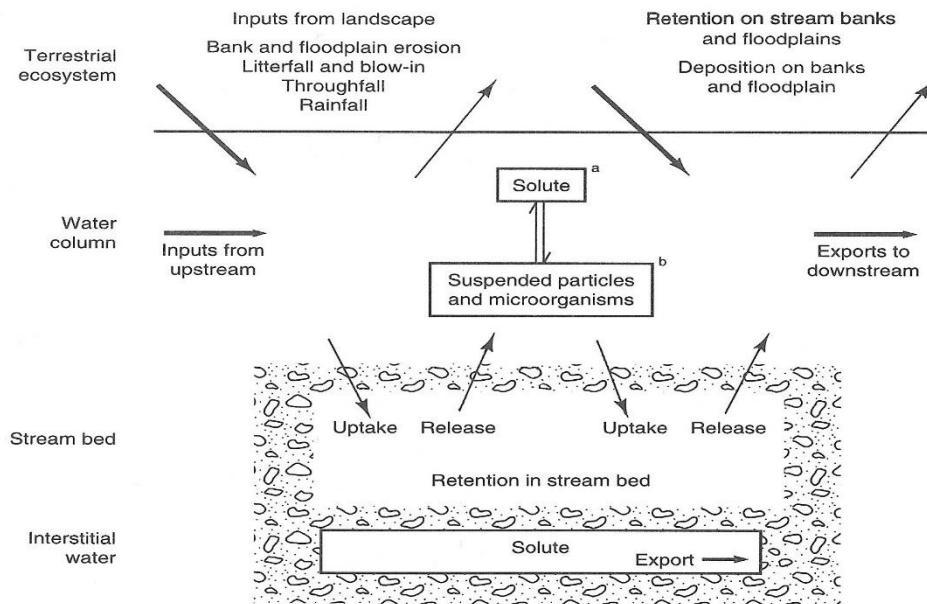 Terrestrial
ecosystem
Inputs from landscape
Bank and floodplain erosion
Litterfall and blow-in
Throughfall
Rainfall
Retention on stream banks
and floodplains
Deposition on banks
and floodplain
Water
column
Inputs from
upstream
Solute
a
Suspended particles
and microorganisms
b
Exports to
downstream
Stream bed
Uptake
Release
Uptake
Release
Retention in stream bed
Interstitial
water
Solute
Export